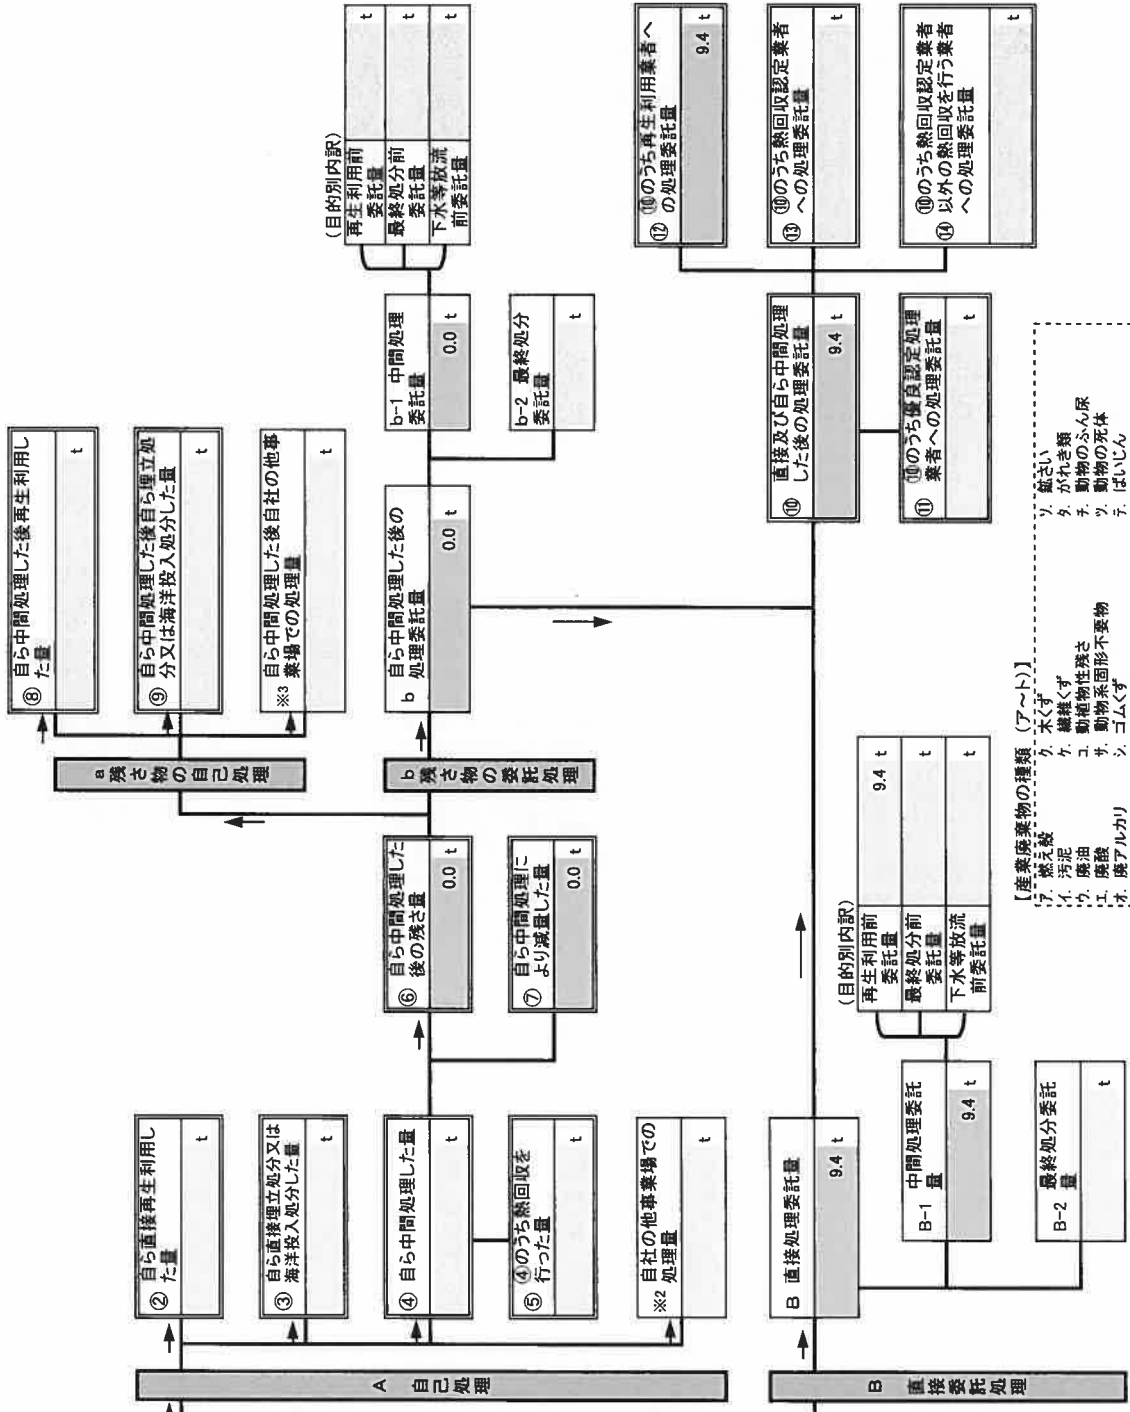 A 自己処理
② 自ら直接再生利用し
た量
t
③ 自ら直接埋立処分又は
海洋投入処分した量
t
④ 自ら中間処理した量
t
⑤ ④のうち熱回収を
行った量
t
※2 自社の他事業場での
処理量
t
⑥ 自ら中間処理した
後の残さ量
0.0 t
⑦ 自ら中間処理に
より減量した量
0.0 t
a 残さ物の自己処理
⑧ 自ら中間処理した後再生利用し
た量
t
⑨ 自ら中間処理した後自ら埋立処
分又は海洋投入処分した量
t
※3 自ら中間処理した後自社の他事
業場での処理量
t
b 残さ物の委託処理
b 自ら中間処理した後の
処理委託量
0.0 t
b-1 中間処理
委託量
0.0 t
b-2 最終処分
委託量
t
(目的別内訳)
再生利用前
委託量
t
最終処分前
委託量
t
下水等放流
前委託量
t
B 直接委託処理
B 直接処理委託量
9.4 t
B-1 中間処理委託
量
9.4 t
B-2 最終処分委託
量
t
(目的別内訳)
再生利用前
委託量
9.4 t
最終処分前
委託量
t
下水等放流
前委託量
t
⑩ 直接及び自ら中間処理
した後の処理委託量
9.4 t
⑪ ⑩のうち優良認定処理
業者への処理委託量
t
⑫ ⑩のうち再生利用業者へ
の処理委託量
9.4 t
⑬ ⑩のうち熱回収認定業者
への処理委託量
t
⑭ ⑩のうち熱回収認定業者
以外の熱回収を行う業者
への処理委託量
t
【産業廃棄物の種類 (ア~ト)】
ア. 燃え殻
イ. 汚泥
ウ. 廃油
エ. 廃酸
オ. 廃アルカリ
ク. 木くず
ケ. 繊維くず
コ. 動植物性残さ
サ. 動物系固形不要物
シ. ゴムくず
ソ. 鉱さい
タ. がれき類
チ. 動物のふん尿
ツ. 動物の死体
テ. ばいじん